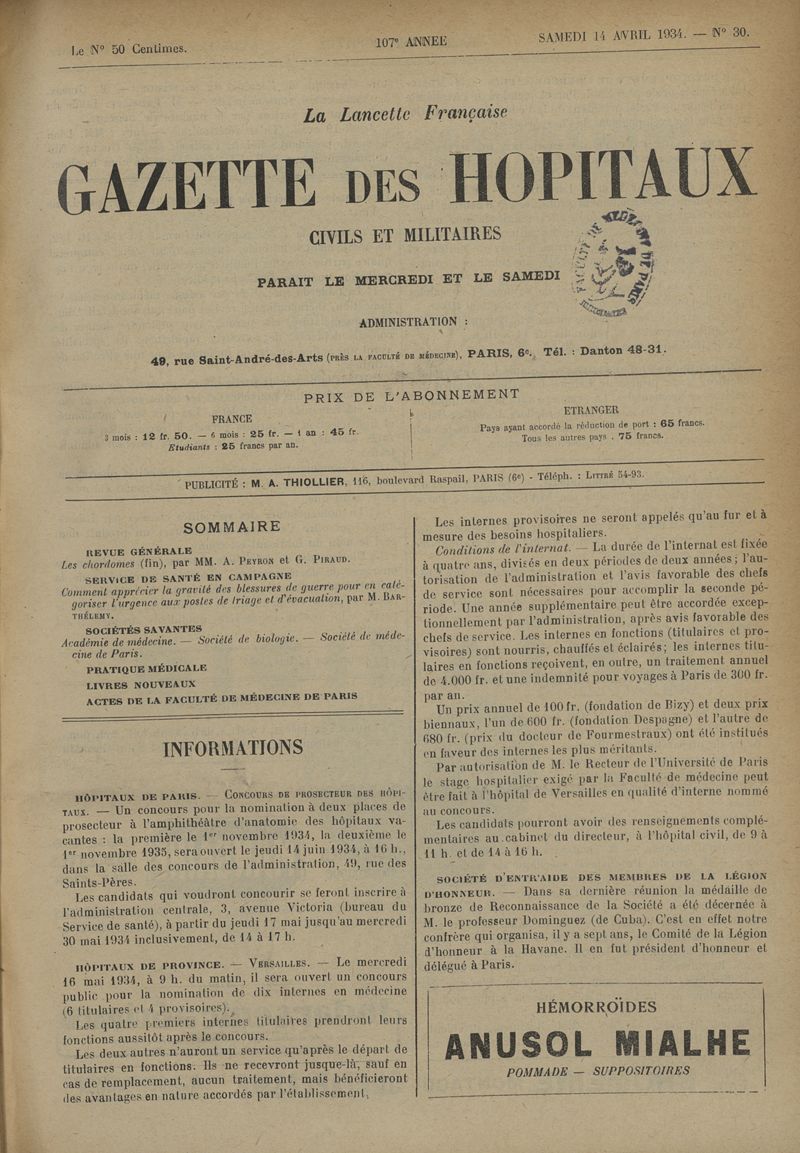 Le N° 50 Centimes.
107e ANNEE
SAMEDI 14 AVRIL 1934. — N° 30.
La Lancette Française
GAZETTE DES HOPITAUX
CIVILS ET MILITAIRES
PARAIT LE MERCREDI ET LE SAMEDI
ADMINISTRATION :
49, rue Saint-André-des-Arts (PRÈS LA FACULTÉ DE MÉDECINE), PARIS, 6e. Tél. : Danton 48-31.
PRIX DE L'ABONNEMENT
FRANCE
3 mois : 12 fr. 50. — 6 mois : 25 fr. — 1 an : 45 fr.
Etudiants : 25 francs par an.
ETRANGER
Pays ayant accordé la réduction de port : 65 francs.
Tous les autres pays . 75 francs.
PUBLICITÉ : M. A. THIOLLIER, 116, boulevard Raspail, PARIS (6e) - Téléph. : LITTRÉ 54-93.
SOMMAIRE
REVUE GÉNÉRALE
Les chordomes (fin), par MM. A. PEYRON et G. PIRAUD.
SERVICE DE SANTÉ EN CAMPAGNE
Comment apprécier la gravité des blessures de guerre pour en caté-
goriser l'urgence aux postes de triage et d'évacuation, par M. BAR-
THÉLEMY.
SOCIÉTÉS SAVANTES
Académie de médecine. — Société de biologie. — Société de méde-
cine de Paris.
PRATIQUE MÉDICALE
LIVRES NOUVEAUX
ACTES DE LA FACULTÉ DE MÉDECINE DE PARIS
INFORMATIONS
HÔPITAUX DE PARIS. — CONCOURS DE PROSECTEUR DES HÔPI-
TAUX. — Un concours pour la nomination à deux places de
prosecteur à l'amphithéâtre d'anatomie des hôpitaux va-
cantes : la première le 1er novembre 1934, la deuxième le
1er novembre 1935, sera ouvert le jeudi 14 juin 1934, à 16 h.,
dans la salle des concours de l'administration, 49, rue des
Saints-Pères.
Les candidats qui voudront concourir se feront inscrire à
l'administration centrale, 3, avenue Victoria (bureau du
Service de santé), à partir du jeudi 17 mai jusqu'au mercredi
30 mai 1934 inclusivement, de 14 à 17 h.
HÔPITAUX DE PROVINCE. — VERSAILLES. — Le mercredi
16 mai 1934, à 9 h. du matin, il sera ouvert un concours
public pour la nomination de dix internes en médecine
(6 titulaires et 4 provisoires).
Les quatre premiers internes titulaires prendront leurs
fonctions aussitôt après le concours.
Les deux autres n'auront un service qu'après le départ de
titulaires en fonctions. Ils ne recevront jusque-là, sauf en
cas de remplacement, aucun traitement, mais bénéficieront
des avantages en nature accordés par l'établissement.
Les internes provisoires ne seront appelés qu'au fur et à
mesure des besoins hospitaliers.
Conditions de l'internat. — La durée de l'internat est fixée
à quatre ans, divisés en deux périodes de deux années ; l'au-
torisation de l'administration et l'avis favorable des chefs
de service sont nécessaires pour accomplir la seconde pé-
riode. Une année supplémentaire peut être accordée excep-
tionnellement par l'administration, après avis favorable des
chefs de service. Les internes en fonctions (titulaires et pro-
visoires) sont nourris, chauffés et éclairés; les internes titu-
laires en fonctions reçoivent, en outre, un traitement annuel
de 4.000 fr. et une indemnité pour voyages à Paris de 300 fr.
par an.
Un prix annuel de 100 fr. (fondation de Bizy) et deux prix
biennaux, l'un de 600 fr. (fondation Despagne) et l'autre de
680 fr. (prix du docteur de Fourmestraux) ont été institués
en faveur des internes les plus méritants.
Par autorisation de M. le Recteur de l'Université de Paris
le stage hospitalier exigé par la Faculté de médecine peut
être fait à l'hôpital de Versailles en qualité d'interne nommé
au concours.
Les candidats pourront avoir des renseignements complé-
mentaires au cabinet du directeur, à l'hôpital civil, de 9 à
11 h. et de 14 à 16 h.
SOCIÉTÉ D'ENTR'AIDE DES MEMBRES DE LA LÉGION
D'HONNEUR. — Dans sa dernière réunion la médaille de
bronze de Reconnaissance de la Société a été décernée à
M. le professeur Dominguez (de Cuba). C'est en effet notre
confrère qui organisa, il y a sept ans, le Comité de la Légion
d'honneur à la Havane. Il en fut président d'honneur et
délégué à Paris.
HÉMORROÏDES
ANUSOL MIALHE
POMMADE — SUPPOSITOIRES